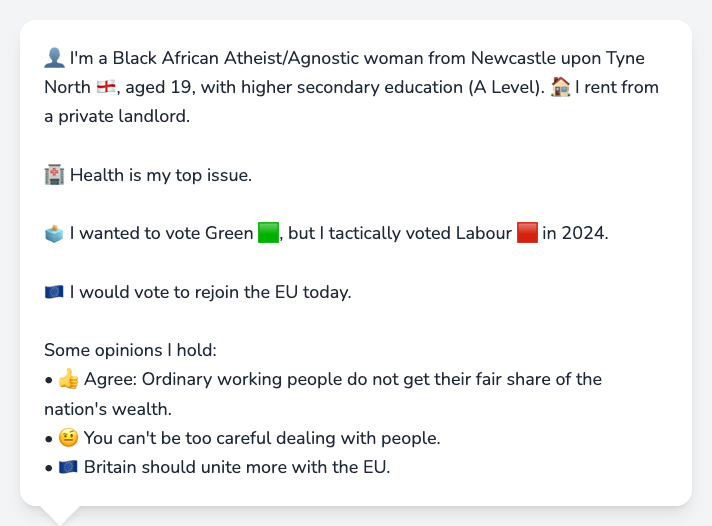 👤 I'm a Black African Atheist/Agnostic woman from Newcastle upon Tyne
North 🏴󠁧󠁢󠁥󠁮󠁧󠁿, aged 19, with higher secondary education (A Level). 🏠 I rent from
a private landlord.
🏥 Health is my top issue.
🗳️ I wanted to vote Green 🟩, but I tactically voted Labour 🟥 in 2024.
🇪🇺 I would vote to rejoin the EU today.
Some opinions I hold:
• 👍 Agree: Ordinary working people do not get their fair share of the
nation's wealth.
• 🤨 You can't be too careful dealing with people.
• 🇪🇺 Britain should unite more with the EU.